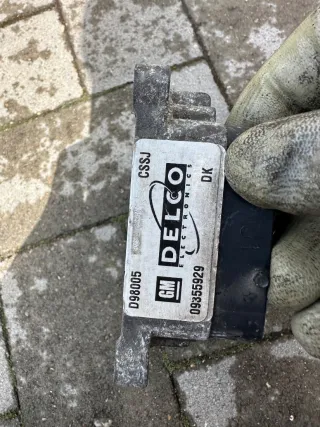 D98005 CSSJ
GM DELCO
ELECTRONICS
09355929 DK